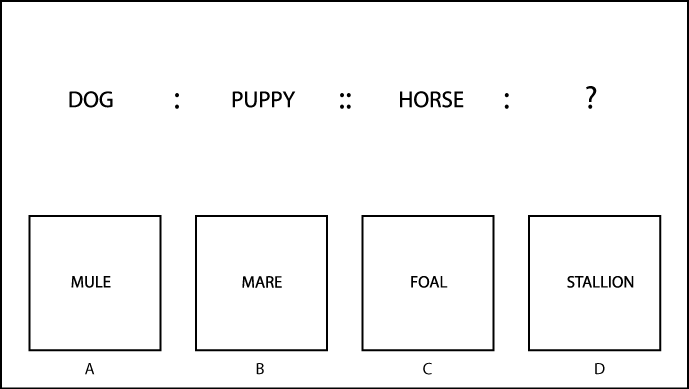 DOG : PUPPY :: HORSE : ?
MULE MARE FOAL STALLION
A B C D